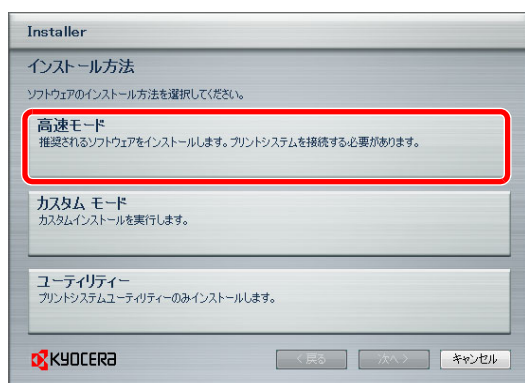 Installer
インストール方法
ソフトウェアのインストール方法を選択してください。
高速モード
推奨されるソフトウェアをインストールします。プリントシステムを接続する必要があります。
カスタム モード
カスタムインストールを実行します。
ユーティリティー
プリントシステムユーティリティーのみインストールします。
KYOCERA
< 戻る 次へ > キャンセル